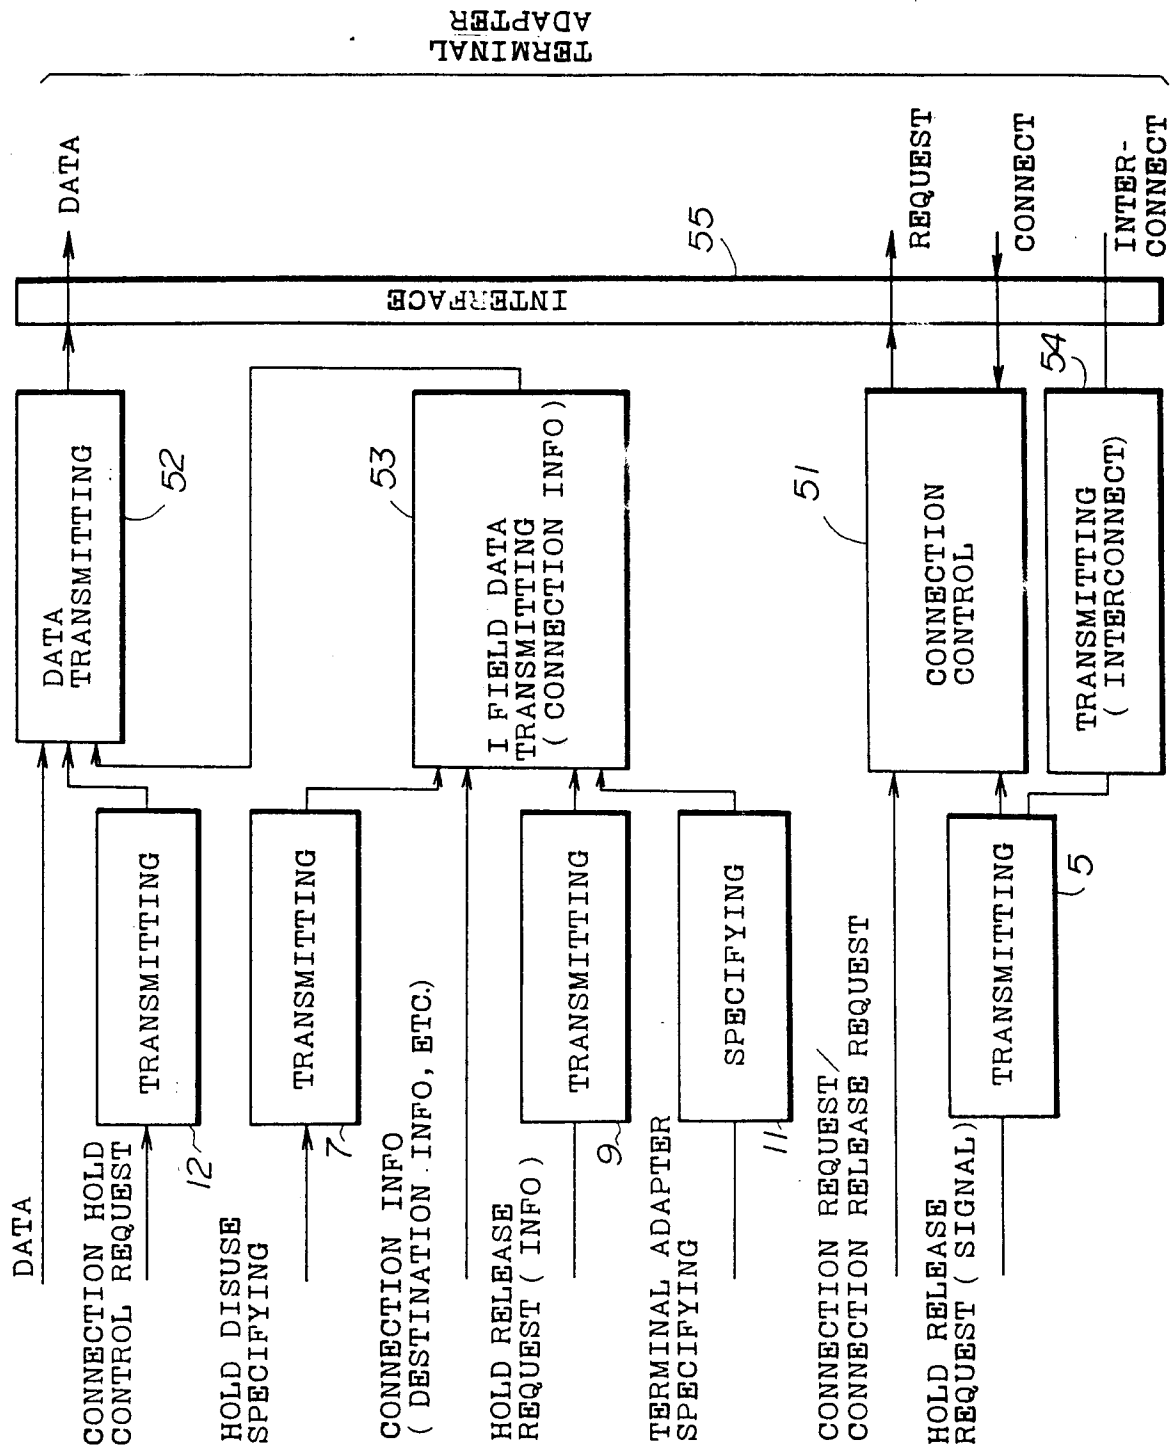 DATA
CONNECTION HOLD
CONTROL REQUEST
HOLD DISUSE
SPECIFYING
CONNECTION INFO
( DESTINATION INFO, ETC.)
HOLD RELEASE
REQUEST ( INFO )
TERMINAL ADAPTER
SPECIFYING
CONNECTION REQUEST/
CONNECTION RELEASE REQUEST
HOLD RELEASE
REQUEST ( SIGNAL)
TRANSMITTING
12
TRANSMITTING
7
TRANSMITTING
9
SPECIFYING
11
TRANSMITTING
5
DATA
TRANSMITTING
52
I FIELD DATA
TRANSMITTING
( CONNECTION INFO)
53
CONNECTION
CONTROL
51
TRANSMITTING
( INTERCONNECT)
54
INTERFACE
55
DATA
REQUEST
CONNECT
INTER-
CONNECT
TERMINAL
ADAPTER